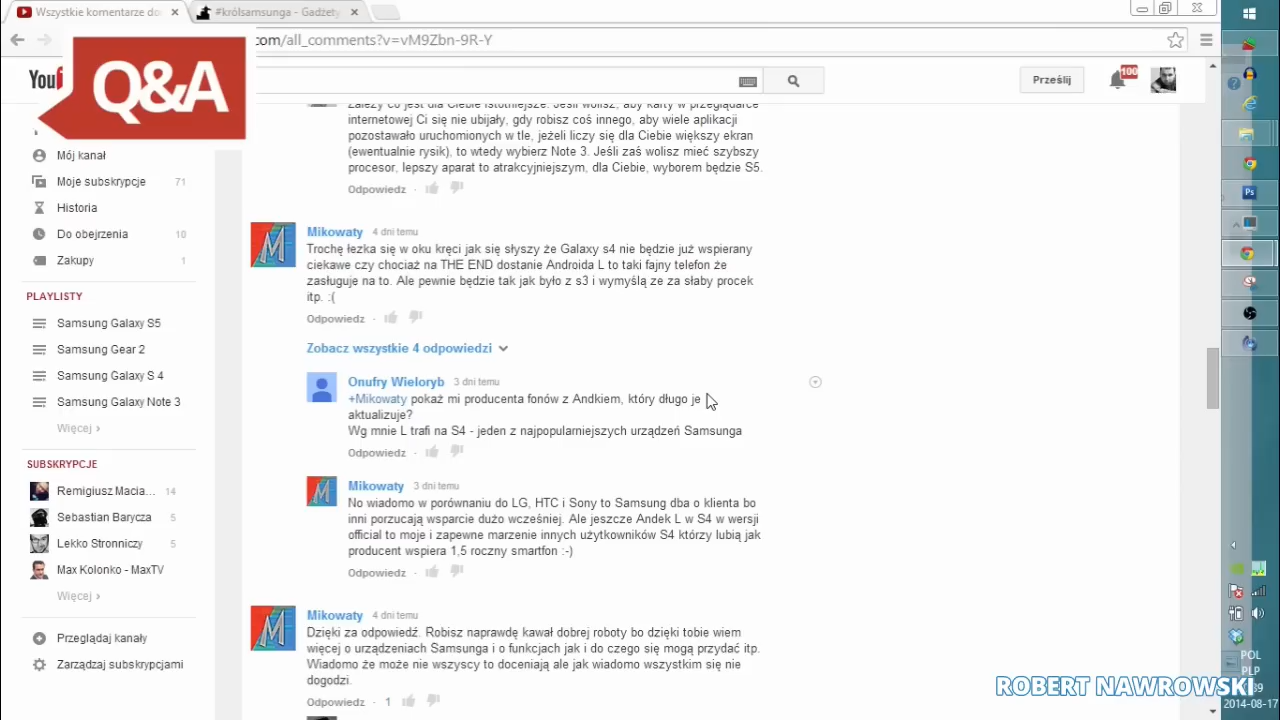 Wszystkie komentarze do
#królsamsunga - Gadżety
com/all_comments?v=vM9Zbn-9R-Y
You
Q&A
Prześlij
100
Zależy co jest dla Ciebie istotniejsze Jeśli wolisz, aby karty w przeglądarce
internetowej Ci się nie ubijały, gdy robisz coś innego, aby wiele aplikacji
pozostawało uruchomionych w tle, jeżeli liczy się dla Ciebie większy ekran
(ewentualnie rysik), to wtedy wybierz Note 3. Jeśli zaś wolisz mieć szybszy
procesor, lepszy aparat to atrakcyjniejszym, dla Ciebie, wyborem będzie S5.
Odpowiedz ·
Mój kanał
Moje subskrypcje 71
Historia
Do obejrzenia 10
Zakupy 1
PLAYLISTY
Samsung Galaxy S5
Samsung Gear 2
Samsung Galaxy S 4
Samsung Galaxy Note 3
Więcej ›
SUBSKRYPCJE
Remigiusz Macia... 14
Sebastian Barycza 5
Lekko Stronniczy 5
Max Kolonko - MaxTV
Więcej ›
Przeglądaj kanały
Zarządzaj subskrypcjami
Mikowaty 4 dni temu
Trochę łezka się w oku kręci jak się słyszy że Galaxy s4 nie będzie już wspierany
ciekawe czy chociaż na THE END dostanie Androida L to taki fajny telefon że
zasługuje na to. Ale pewnie będzie tak jak było z s3 i wymyślą ze za słaby procek
itp. :(
Odpowiedz ·
Zobacz wszystkie 4 odpowiedzi
Onufry Wieloryb 3 dni temu
+Mikowaty pokaż mi producenta fonów z Andkiem, który długo je
aktualizuje?
Wg mnie L trafi na S4 - jeden z najpopularniejszych urządzeń Samsunga
Odpowiedz ·
Mikowaty 3 dni temu
No wiadomo w porównaniu do LG, HTC i Sony to Samsung dba o klienta bo
inni porzucają wsparcie dużo wcześniej. Ale jeszcze Andek L w S4 w wersji
official to moje i zapewne marzenie innych użytkowników S4 którzy lubią jak
producent wspiera 1,5 roczny smartfon :-)
Odpowiedz ·
Mikowaty 4 dni temu
Dzięki za odpowiedź. Robisz naprawdę kawał dobrej roboty bo dzięki tobie wiem
więcej o urządzeniach Samsunga i o funkcjach jak i do czego się mogą przydać itp.
Wiadomo że może nie wszyscy to doceniają ale jak wiadomo wszystkim się nie
dogodzi.
Odpowiedz · 1
Ps
POL
PLP
ROBERT NAWROWSKI
2014-08-17